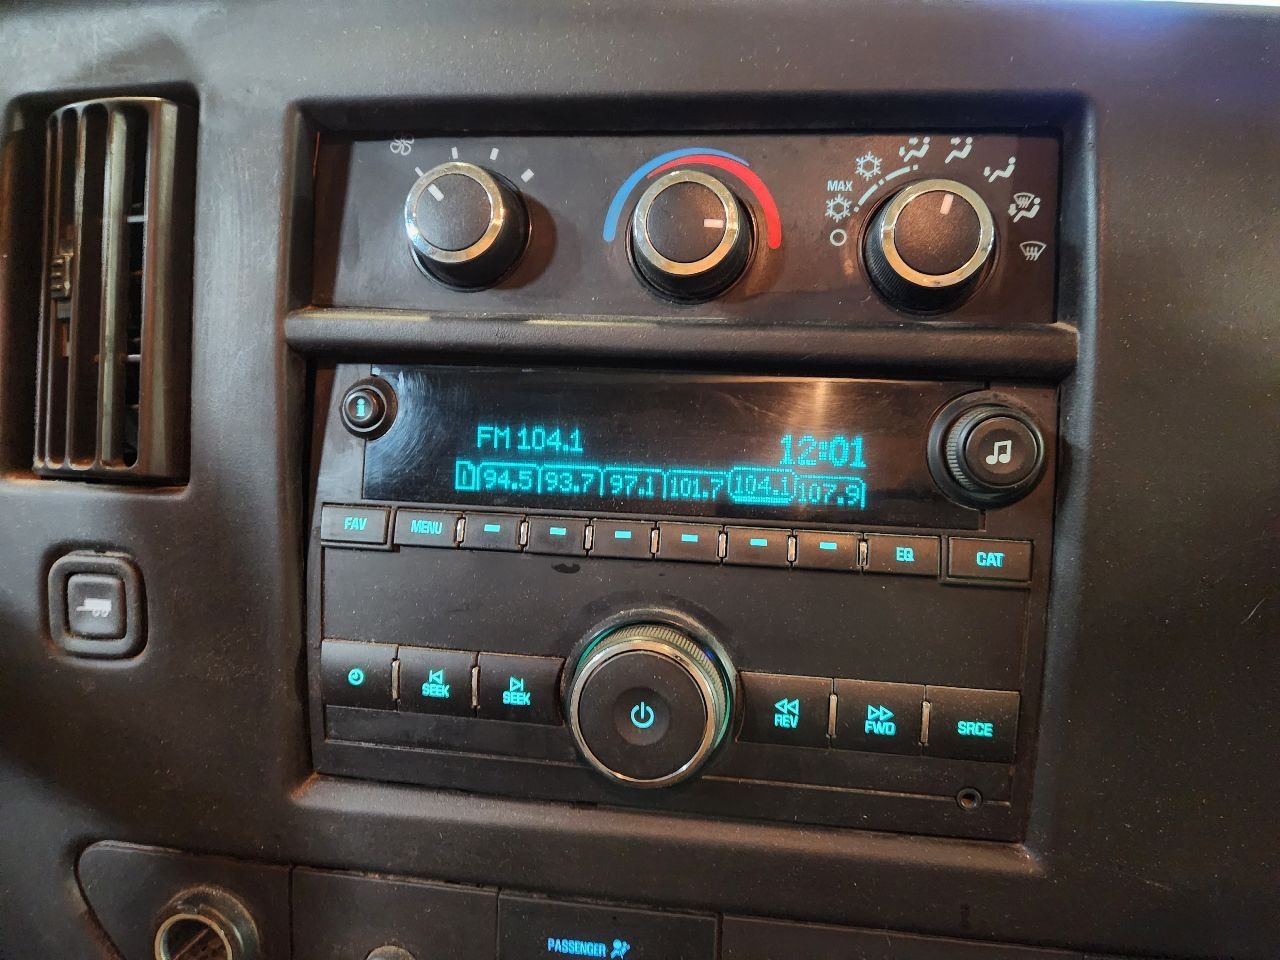 MAX
FM 104.1
12:01
1 94.5 93.7 97.1 101.7 104.1 107.9
FAV MENU EQ CAT
SEEK SEEK REV FWD SRCE
PASSENGER